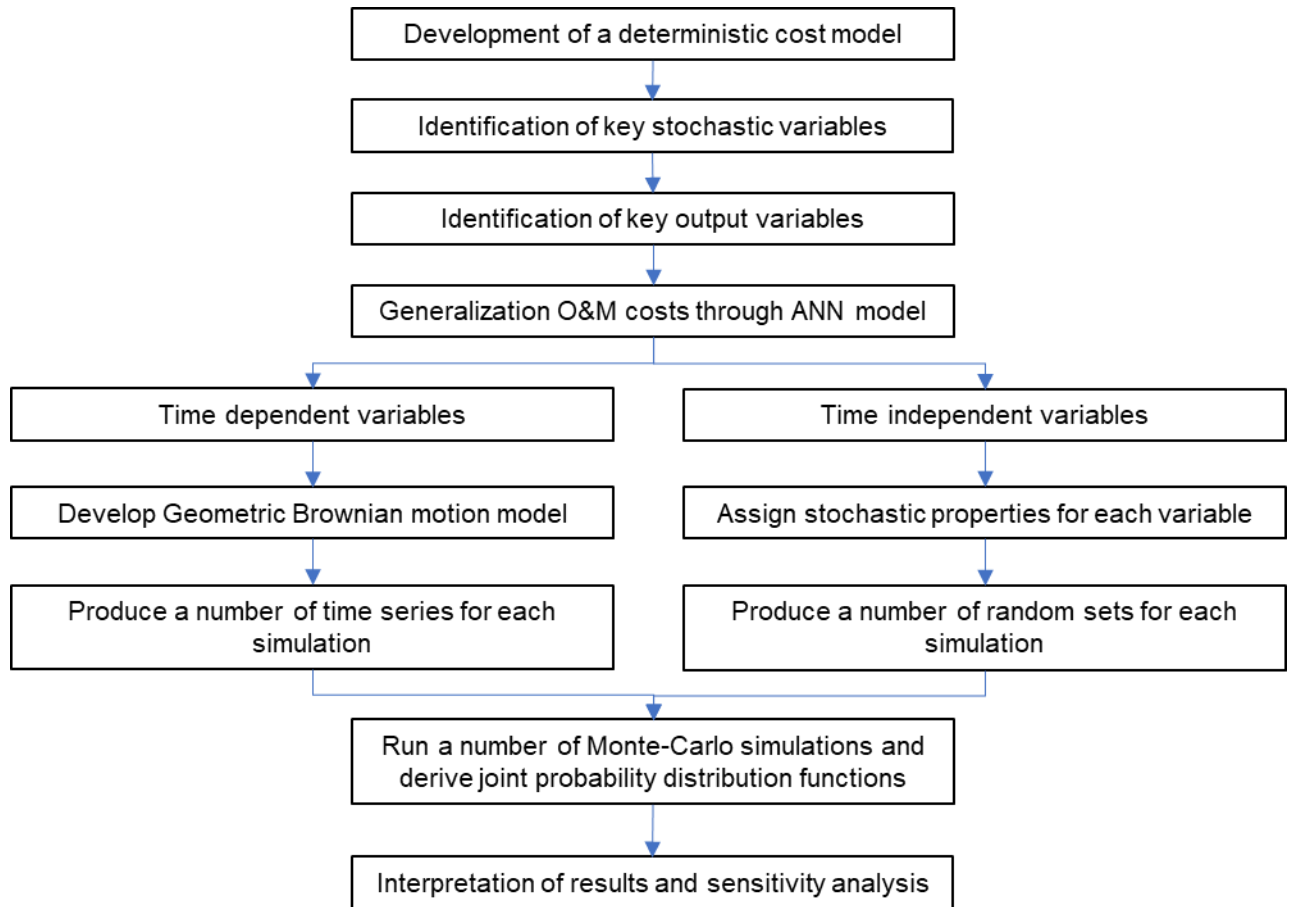 Development of a deterministic cost model
Identification of key stochastic variables
Identification of key output variables
Generalization O&M costs through ANN model
Time dependent variables
Time independent variables
Develop Geometric Brownian motion model
Assign stochastic properties for each variable
Produce a number of time series for each
simulation
Produce a number of random sets for each
simulation
Run a number of Monte-Carlo simulations and
derive joint probability distribution functions
Interpretation of results and sensitivity analysis